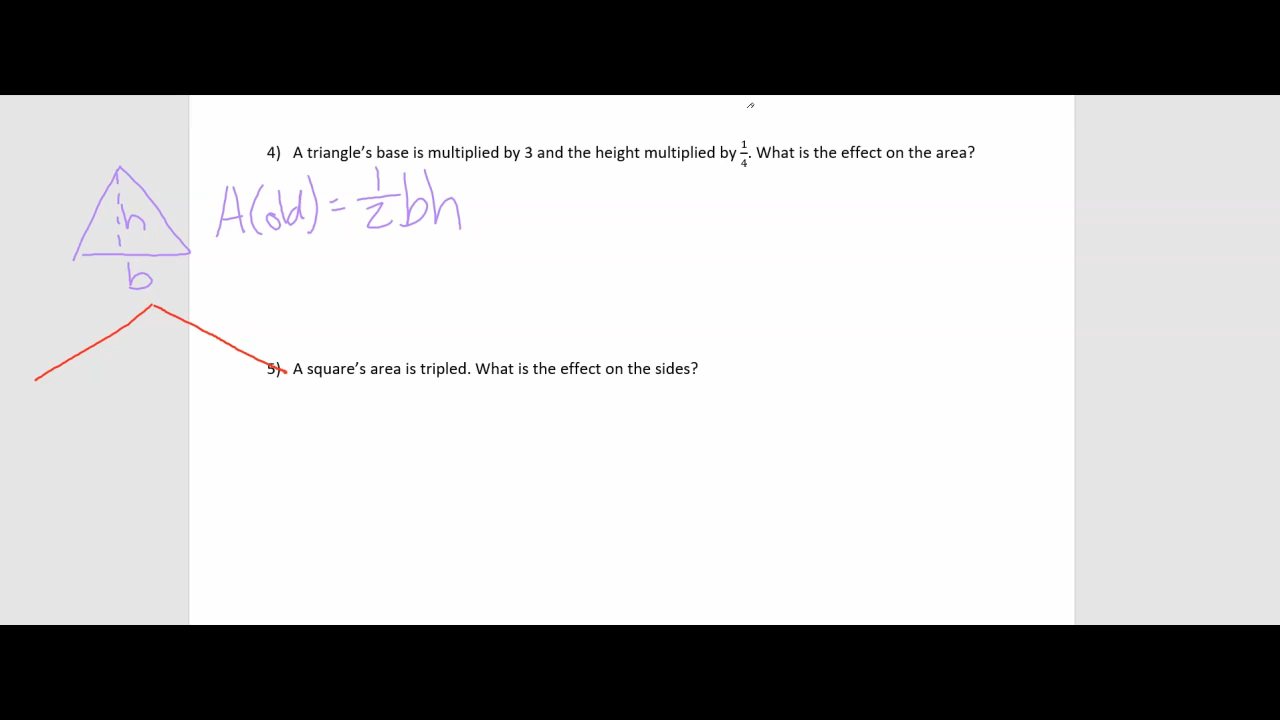 4) A triangle's base is multiplied by 3 and the height multiplied by 1/4. What is the effect on the area?
A(old) = 1/2 bh
h
b
5) A square's area is tripled. What is the effect on the sides?